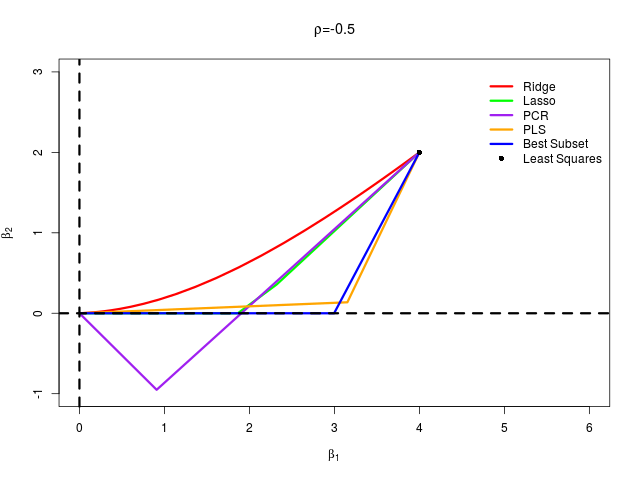 ρ=-0.5
3
2
1
0
-1
β2
Ridge
Lasso
PCR
PLS
Best Subset
Least Squares
0 1 2 3 4 5 6
β1